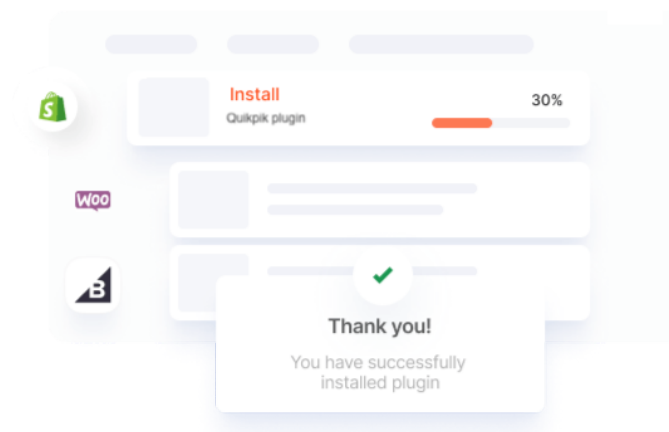 Install
30%
Quikpik plugin
Woo
B
Thank you!
You have successfully
installed plugin